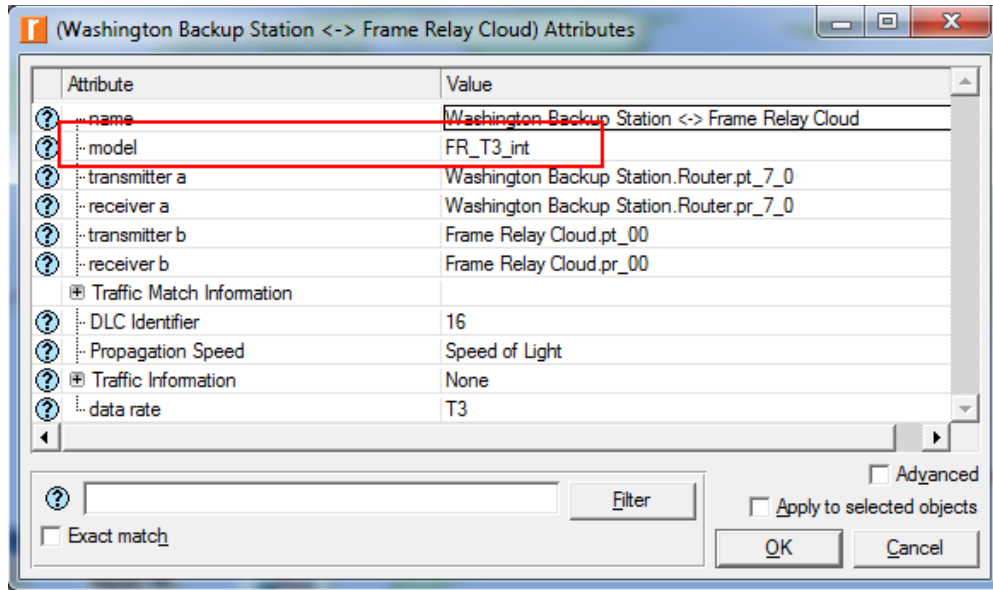 (Washington Backup Station <-> Frame Relay Cloud) Attributes
Attribute Value
name Washington Backup Station <-> Frame Relay Cloud
model FR_T3_int
transmitter a Washington Backup Station.Router.pt_7_0
receiver a Washington Backup Station.Router.pr_7_0
transmitter b Frame Relay Cloud.pt_00
receiver b Frame Relay Cloud.pr_00
Traffic Match Information
DLC Identifier 16
Propagation Speed Speed of Light
Traffic Information None
data rate T3
Advanced
Filter
Apply to selected objects
Exact match
OK Cancel